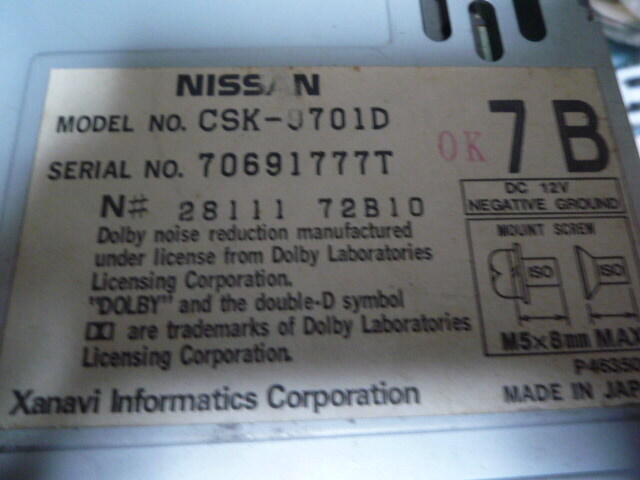 NISSAN
MODEL NO. CSK-9701D
SERIAL NO. 70691777T
OK
7B
N# 28111 72B10
DC 12V
NEGATIVE GROUND
Dolby noise reduction manufactured
under license from Dolby Laboratories
Licensing Corporation.
"DOLBY" and the double-D symbol
are trademarks of Dolby Laboratories
Licensing Corporation.
MOUNT SCREW
ISO ISO
M5×8mm MAX
P46350
Xanavi Informatics Corporation
MADE IN JAP